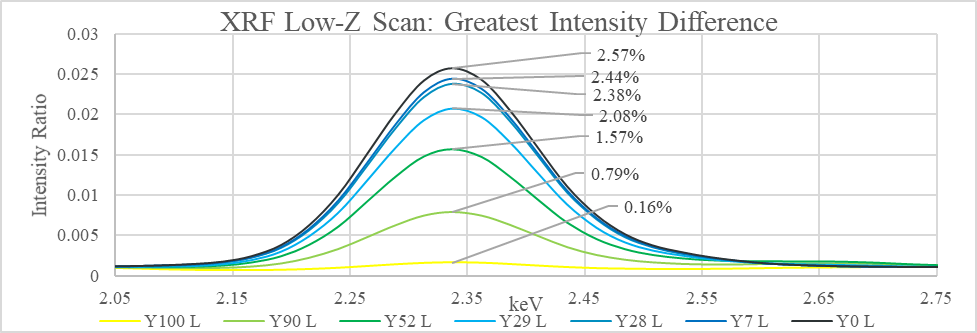 XRF Low-Z Scan: Greatest Intensity Difference
0.03
0.025
0.02
0.015
0.01
0.005
0
Intensity Ratio
2.57%
2.44%
2.38%
2.08%
1.57%
0.79%
0.16%
2.05 2.15 2.25 2.35 2.45 2.55 2.65 2.75
keV
Y100 L Y90 L Y52 L Y29 L Y28 L Y7 L Y0 L